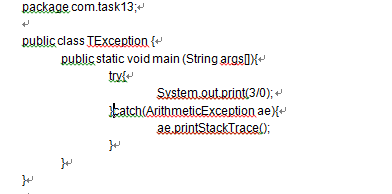 package com.task13;

public class TException {
public static void main (String args[]){
try{
System.out.print(3/0);
}catch(ArithmeticException ae){
ae.printStackTrace();
}
}
}